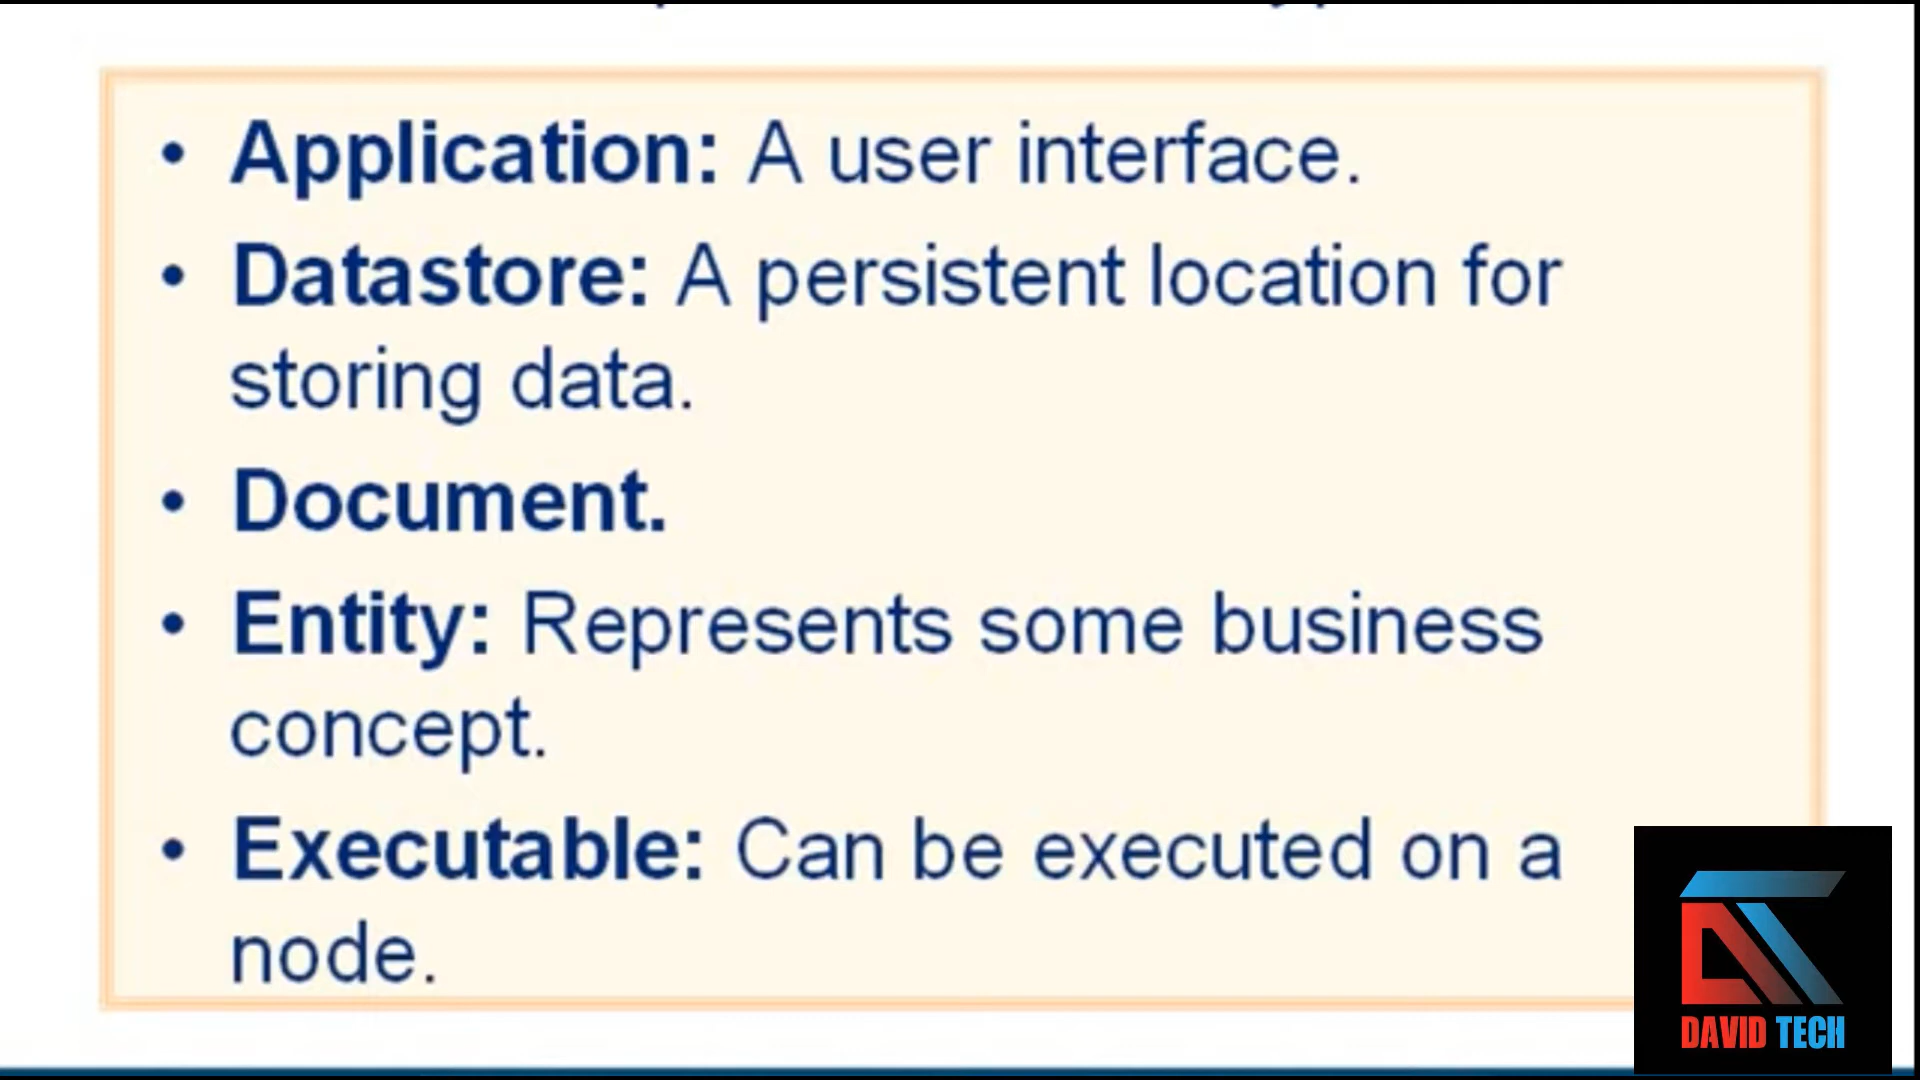 • Application: A user interface.
• Datastore: A persistent location for
storing data.
• Document.
• Entity: Represents some business
concept.
• Executable: Can be executed on a
node.
DAVID TECH